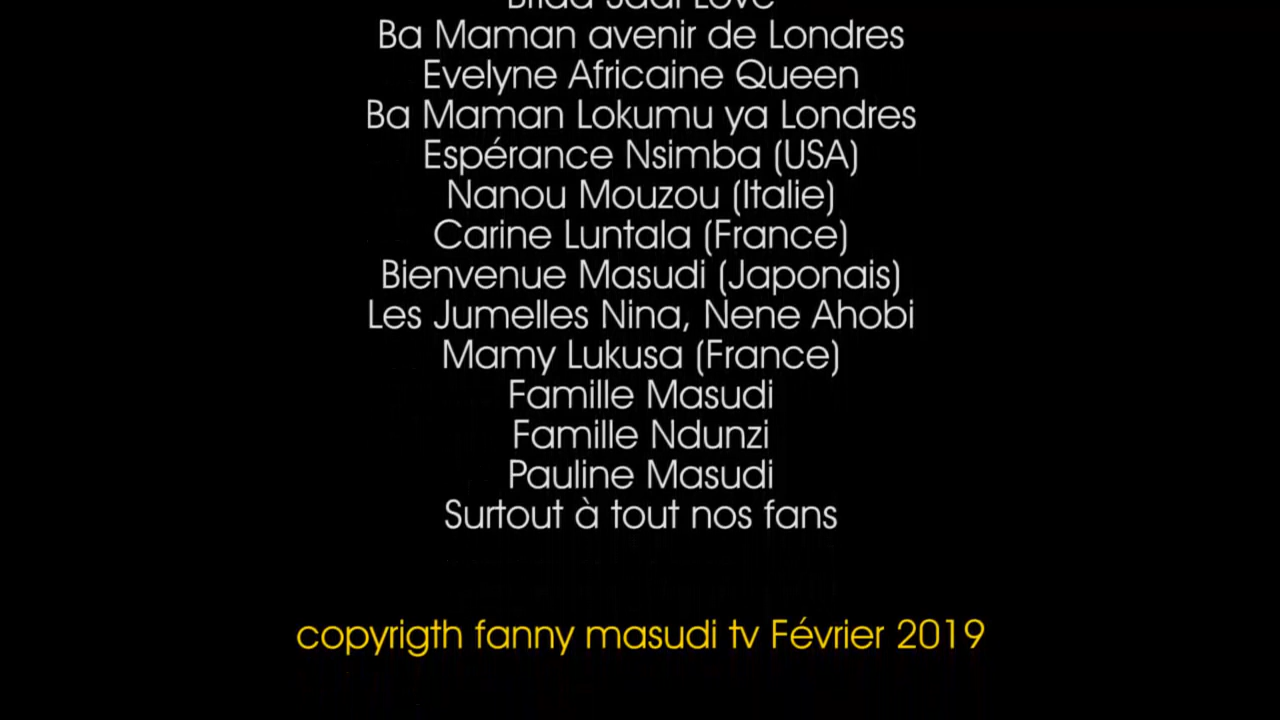 Ba Maman avenir de Londres
Evelyne Africaine Queen
Ba Maman Lokumu ya Londres
Espérance Nsimba (USA)
Nanou Mouzou (Italie)
Carine Luntala (France)
Bienvenue Masudi (Japonais)
Les Jumelles Nina, Nene Ahobi
Mamy Lukusa (France)
Famille Masudi
Famille Ndunzi
Pauline Masudi
Surtout à tout nos fans
copyrigth fanny masudi tv Février 2019